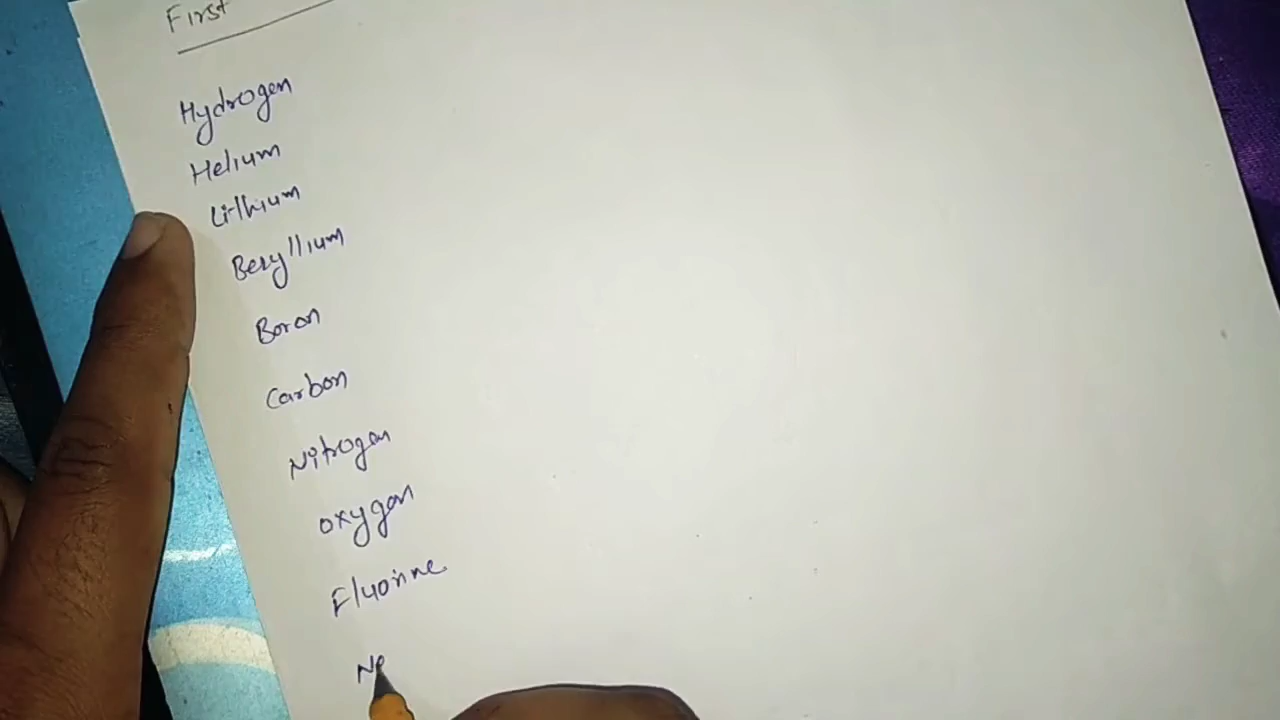 First
Hydrogen
Helium
Lithium
Beryllium
Boron
Carbon
Nitrogen
oxygen
Fluorine
Ne